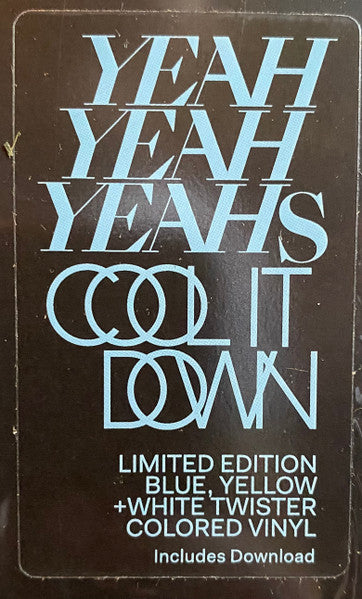 YEAH
YEAH
YEAHS
COOL IT
DOWN
LIMITED EDITION
BLUE, YELLOW
+WHITE TWISTER
COLORED VINYL
Includes Download